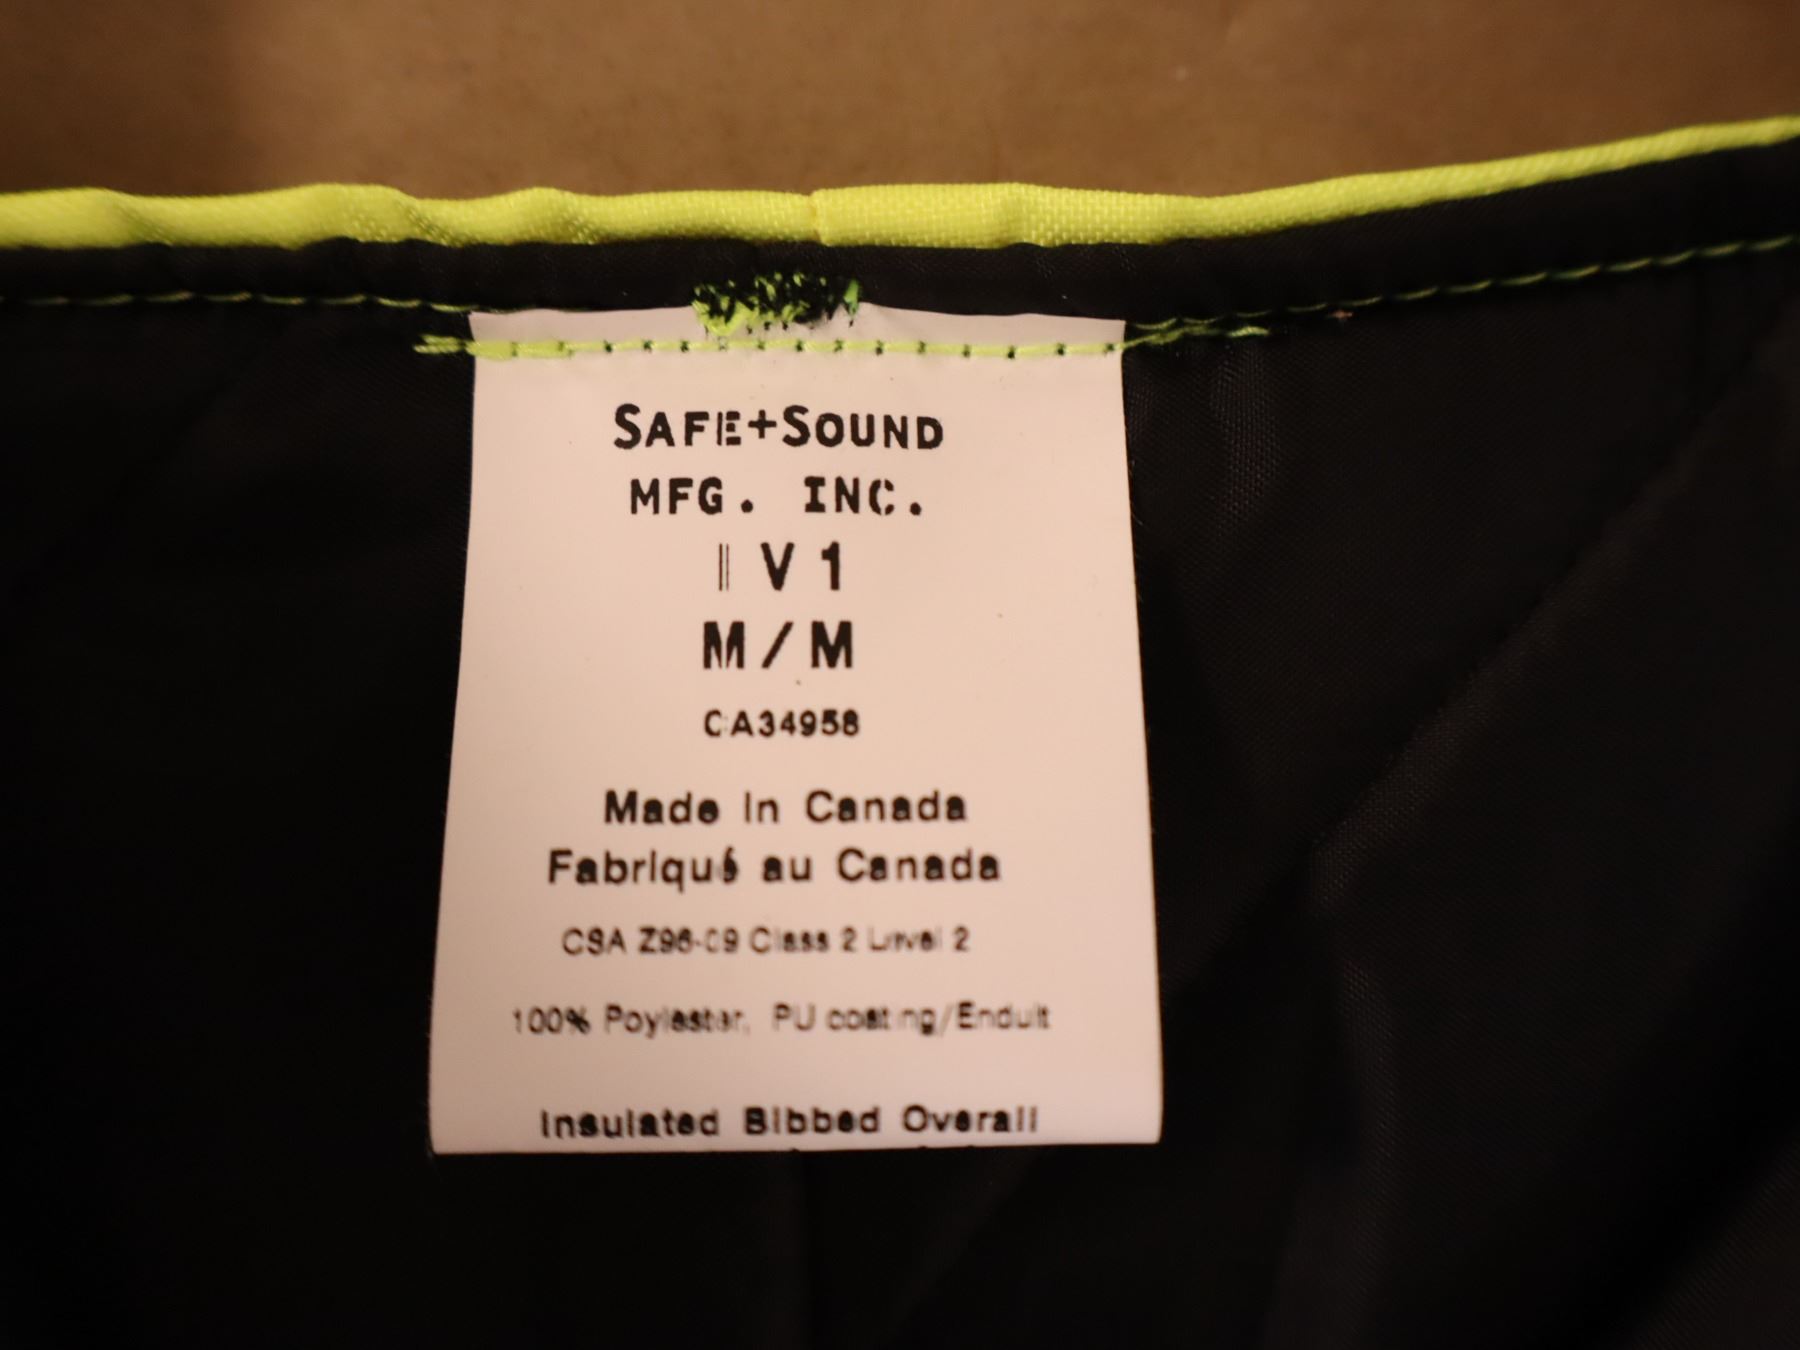 SAFE+SOUND
MFG. INC.
V1
M/M
CA34958
Made In Canada
Fabriqué au Canada
CSA Z96-09 Class 2 Level 2
100% Poylester, PU coating/Enduit
Insulated Bibbed Overall